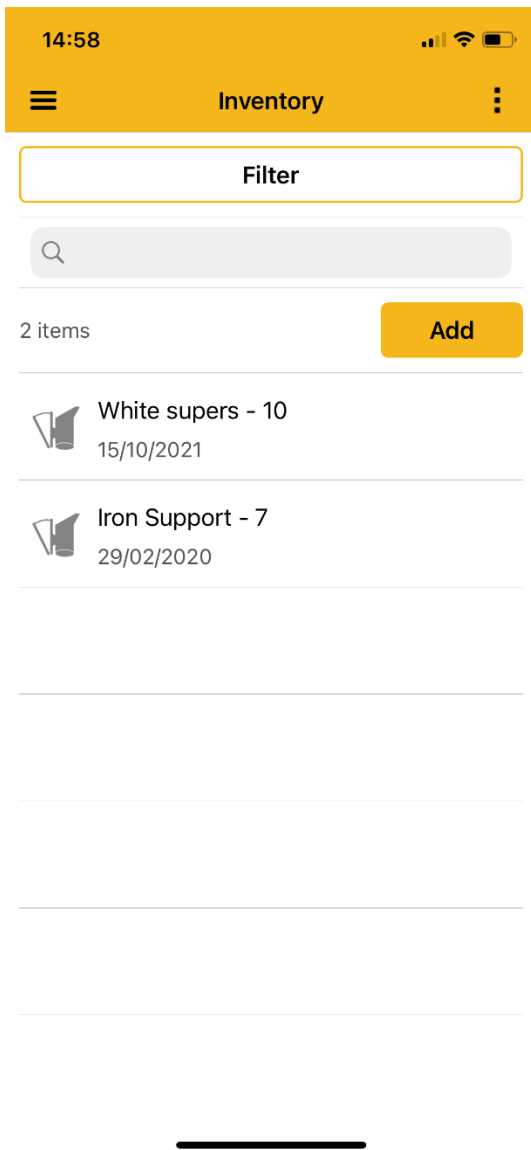 14:58
Inventory
Filter
2 items
Add
White supers - 10
15/10/2021
Iron Support - 7
29/02/2020